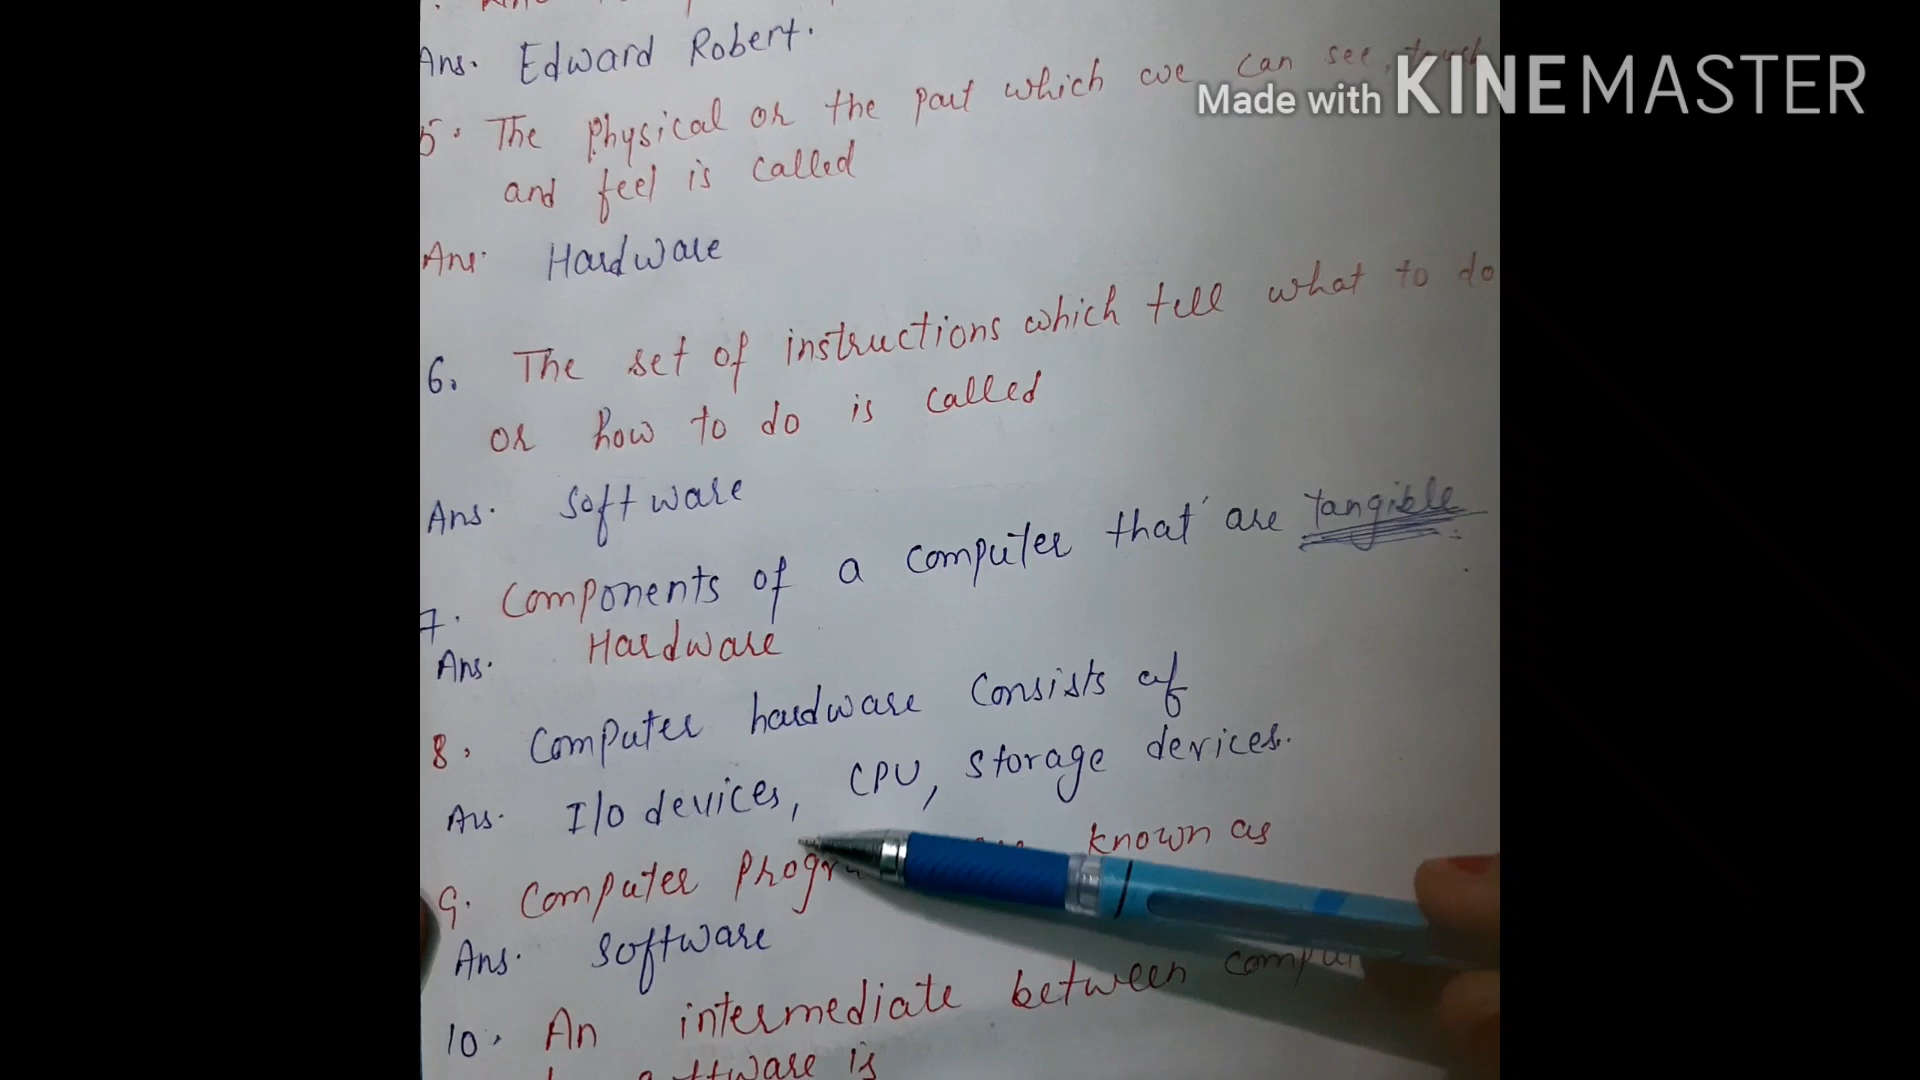 Ans. Edward Robert.
5. The physical or the part which we can see, touch
and feel is called
Ans. Hardware
6. The set of instructions which tell what to do
or how to do is called
Ans. Software
7. Components of a computer that are tangible
Ans. Hardware
8. Computer hardware consists of
Ans. I/O devices, CPU, storage devices.
9. Computer known as
Ans. software
10. An intermediate between
is
Made with KINEMASTER